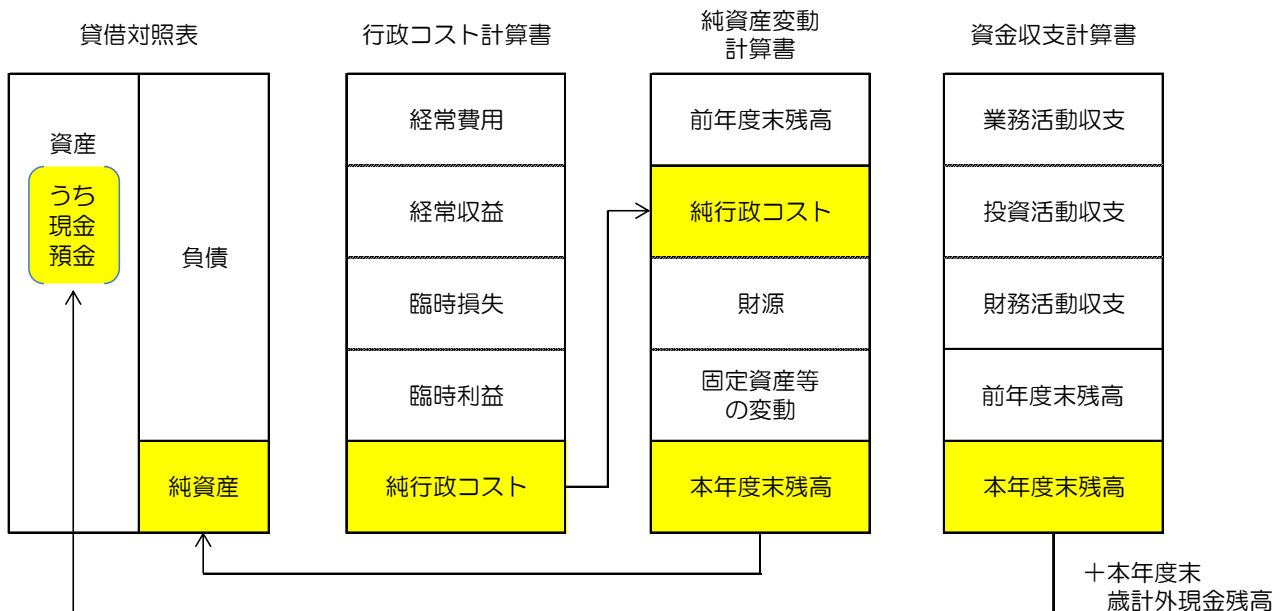 貸借対照表
資産
うち
現金
預金
負債
純資産
行政コスト計算書
経常費用
経常収益
臨時損失
臨時利益
純行政コスト
純資産変動
計算書
前年度末残高
純行政コスト
財源
固定資産等
の変動
本年度末残高
資金収支計算書
業務活動収支
投資活動収支
財務活動収支
前年度末残高
本年度末残高
＋本年度末
歳計外現金残高